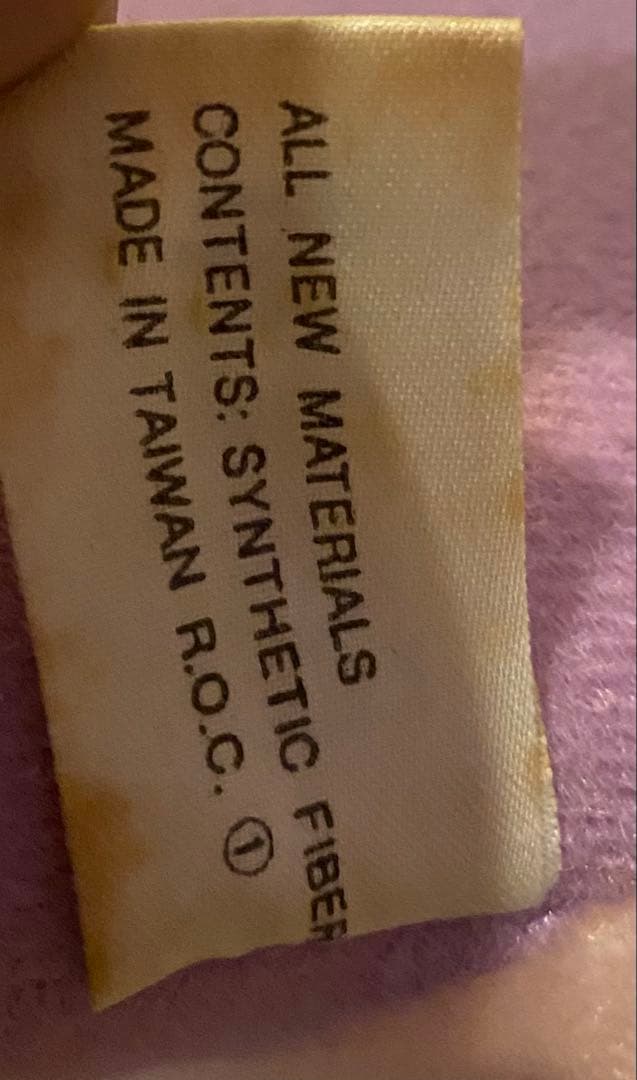 ALL NEW MATERIALS
CONTENTS: SYNTHETIC FIBER
MADE IN TAIWAN R.O.C. ①